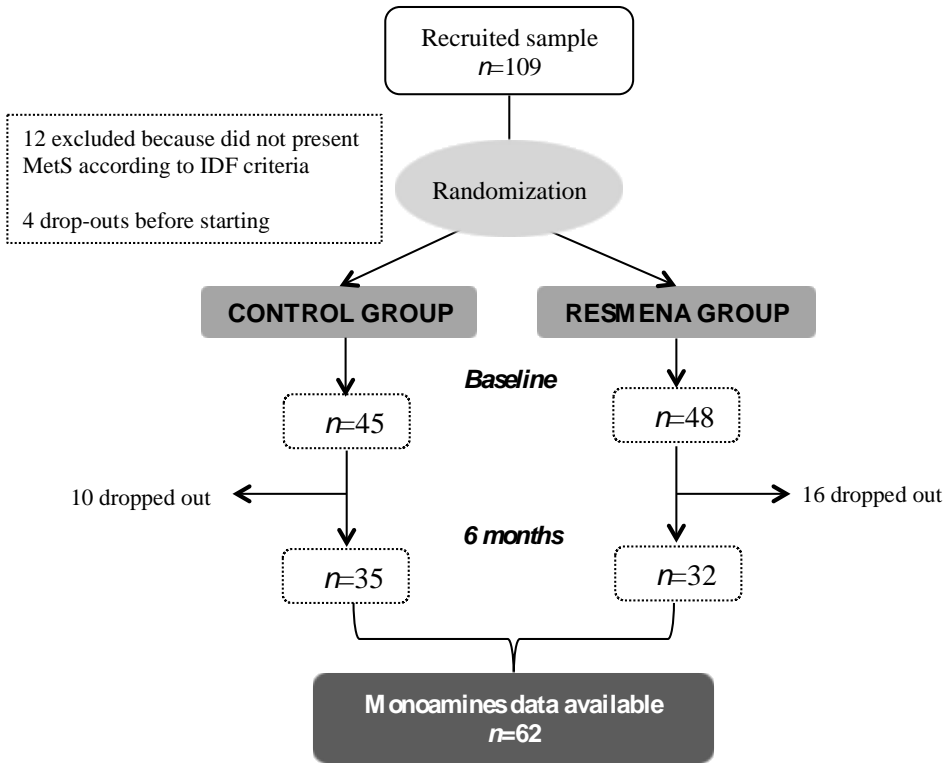 Recruited sample
n=109
12 excluded because did not present
MetS according to IDF criteria
4 drop-outs before starting
Randomization
CONTROL GROUP
RESMENA GROUP
Baseline
n=45
n=48
10 dropped out
16 dropped out
6 months
n=35
n=32
Monoamines data available
n=62